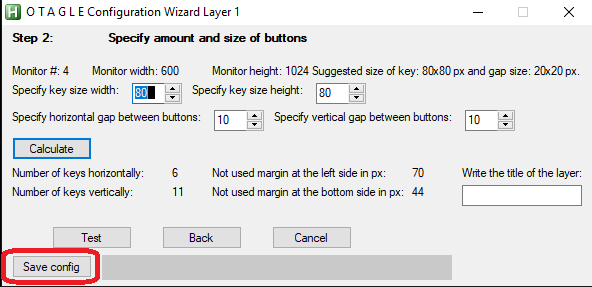 H O T A G L E Configuration Wizard Layer 1
Step 2: Specify amount and size of buttons
Monitor #: 4 Monitor width: 600 Monitor height: 1024 Suggested size of key: 80x80 px and gap size: 20x20 px.
Specify key size width: 80 Specify key size height: 80
Specify horizontal gap between buttons: 10 Specify vertical gap between buttons: 10
Calculate
Number of keys horizontally: 6 Not used margin at the left side in px: 70 Write the title of the layer:
Number of keys vertically: 11 Not used margin at the bottom side in px: 44
Test Back Cancel
Save config